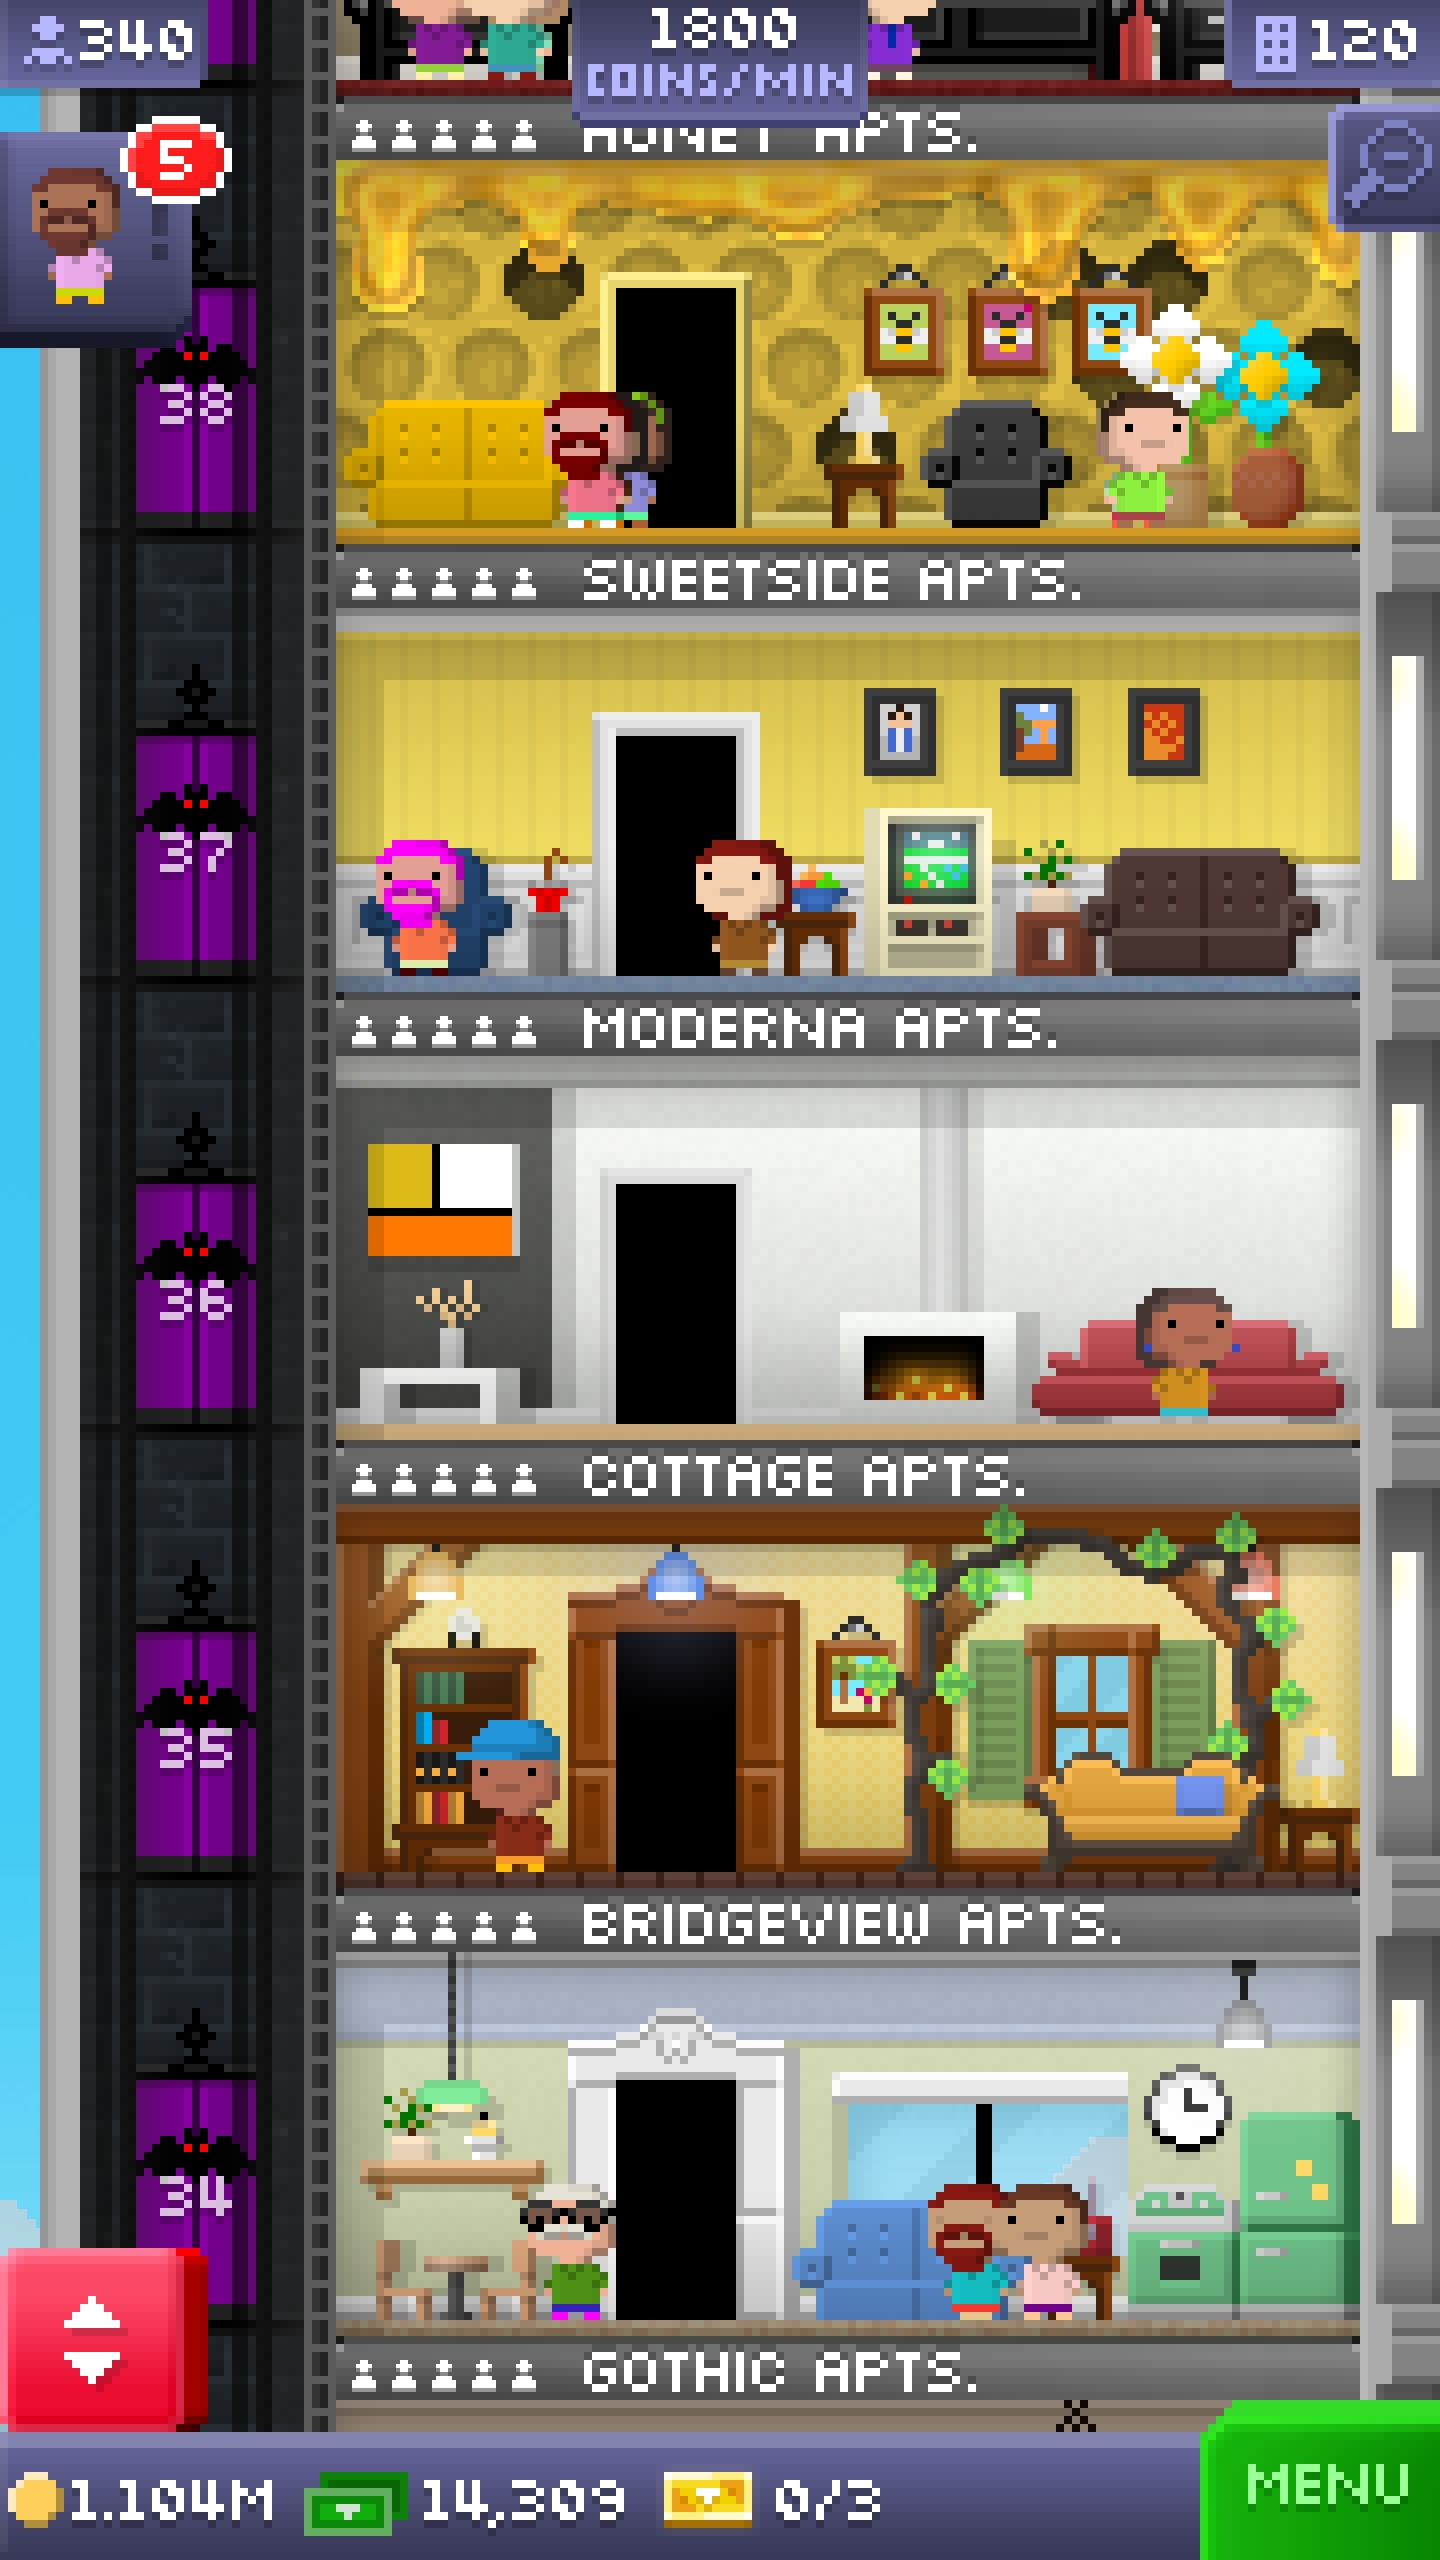 340
1800
COINS/MIN
120
5
HONEY APTS.
38
SWEETSIDE APTS.
37
MODERNA APTS.
36
COTTAGE APTS.
35
BRIDGEVIEW APTS.
34
GOTHIC APTS.
1.104M
14,309
0/3
MENU